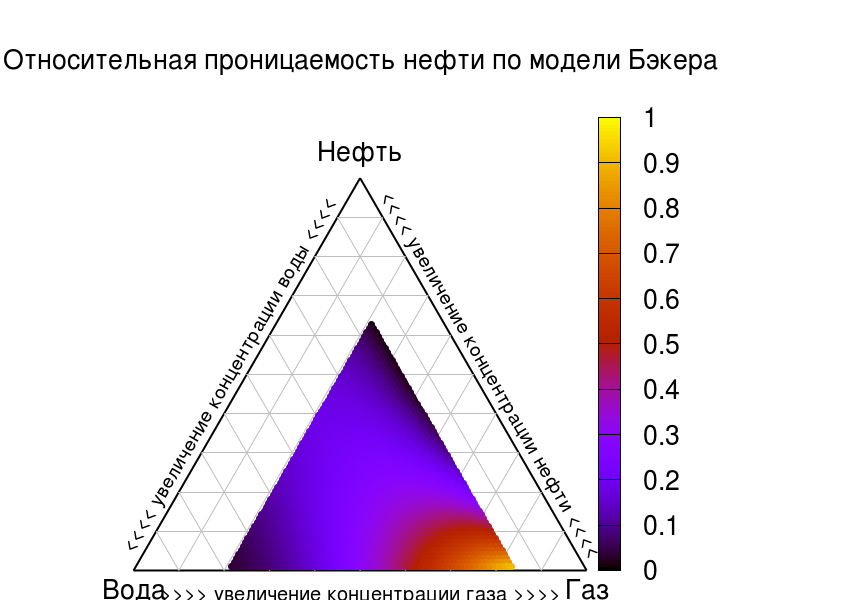 Относительная проницаемость нефти по модели Бэкера
Нефть
<<<< увеличение концентрации воды <<<<
<<<< увеличение концентрации нефти <<<<
1
0.9
0.8
0.7
0.6
0.5
0.4
0.3
0.2
0.1
0
Вода
>>>> увеличение концентрации газа >>>>
Газ